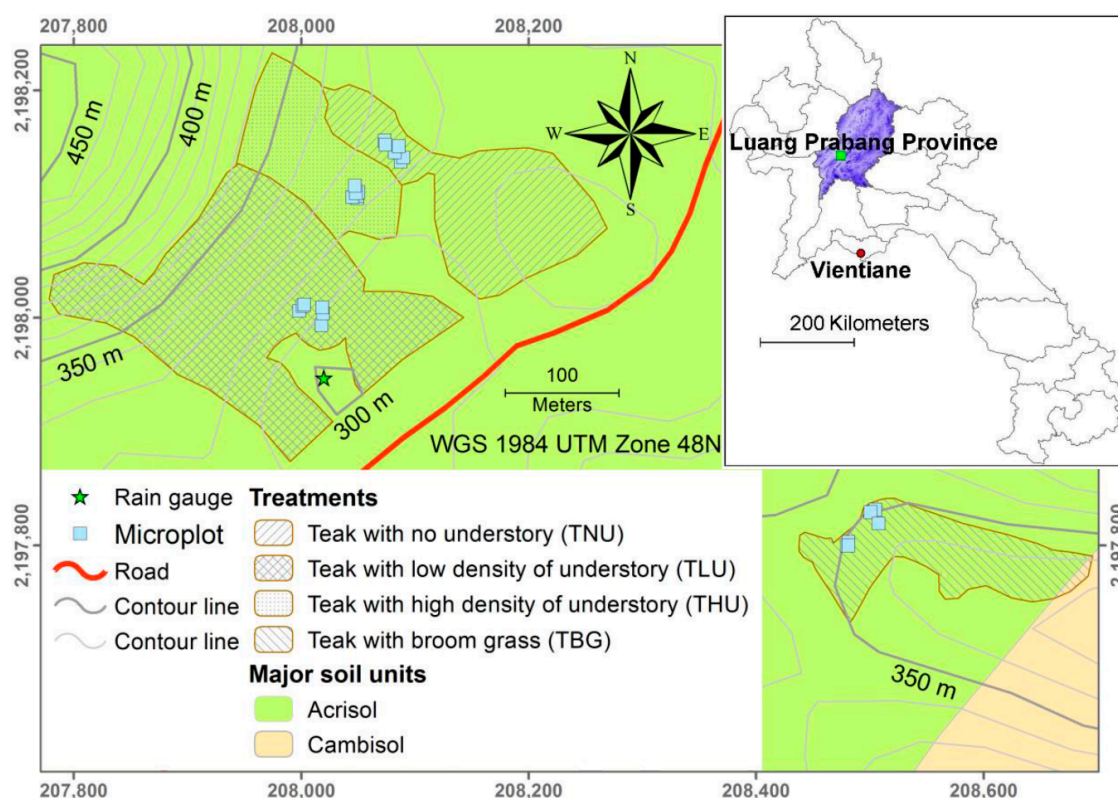 207,800
208,000
208,200
2,198,200
2,198,000
2,197,800
450 m
400 m
350 m
300 m
N
W
E
S
100
Meters
WGS 1984 UTM Zone 48N
Luang Prabang Province
Vientiane
200 Kilometers
Rain gauge
Microplot
Road
Contour line
Contour line
Treatments
Teak with no understory (TNU)
Teak with low density of understory (TLU)
Teak with high density of understory (THU)
Teak with broom grass (TBG)
Major soil units
Acrisol
Cambisol
350 m
2,197,800
207,800
208,000
208,200
208,400
208,600